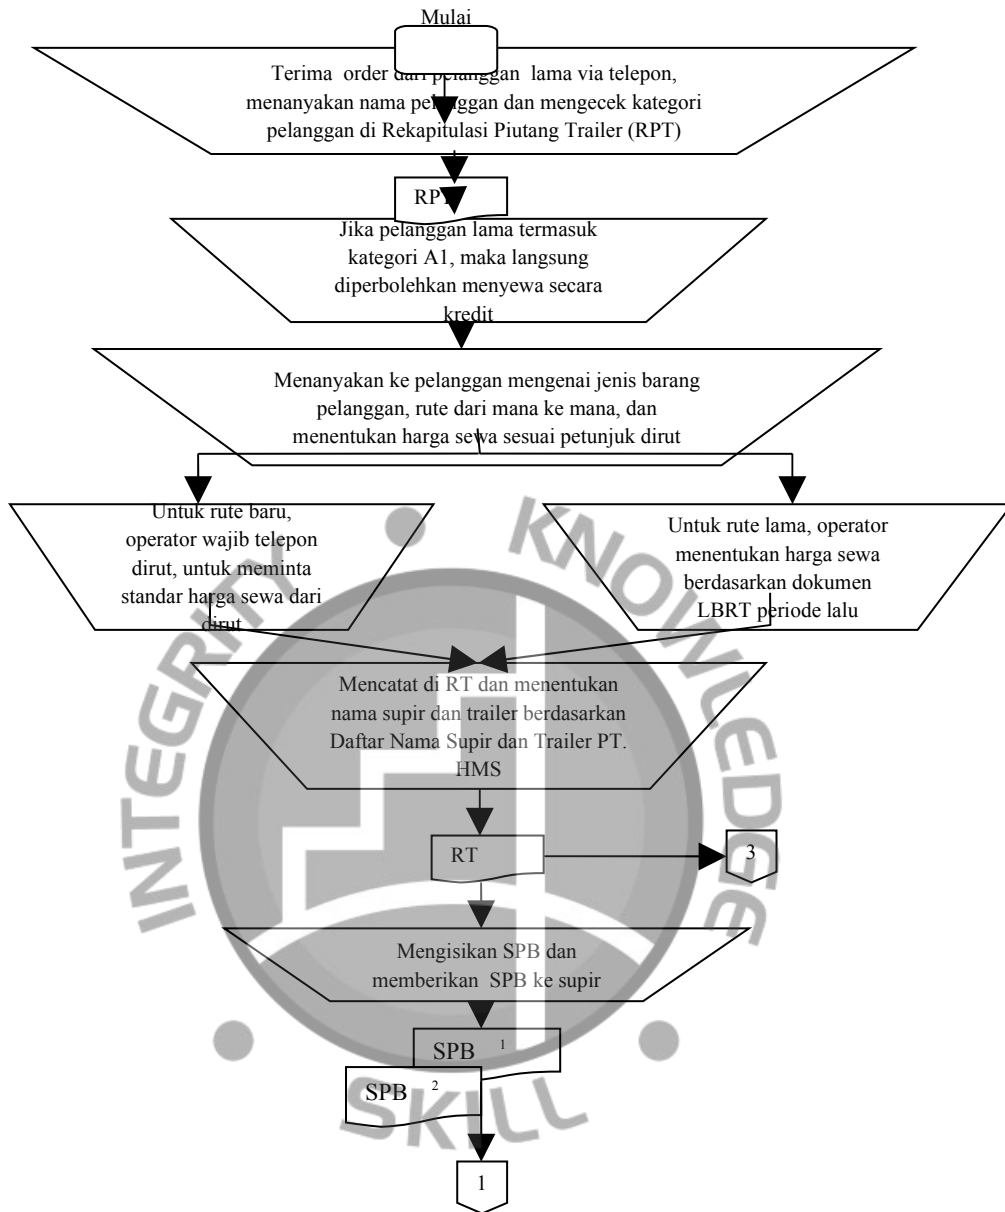 Mulai
Terima order dari pelanggan lama via telepon,
menanyakan nama pelanggan dan mengecek kategori
pelanggan di Rekapitulasi Piutang Trailer (RPT)
RPT
Jika pelanggan lama termasuk
kategori A1, maka langsung
diperbolehkan menyewa secara
kredit
Menanyakan ke pelanggan mengenai jenis barang
pelanggan, rute dari mana ke mana, dan
menentukan harga sewa sesuai petunjuk dirut
Untuk rute baru,
operator wajib telepon
dirut, untuk meminta
standar harga sewa dari
dirut
Untuk rute lama, operator
menentukan harga sewa
berdasarkan dokumen
LBRT periode lalu
Mencatat di RT dan menentukan
nama supir dan trailer berdasarkan
Daftar Nama Supir dan Trailer PT.
HMS
RT
3
Mengisikan SPB dan
memberikan SPB ke supir
SPB 1
SPB 2
1
INTEGRITY
KNOWLEDGE
SKILL